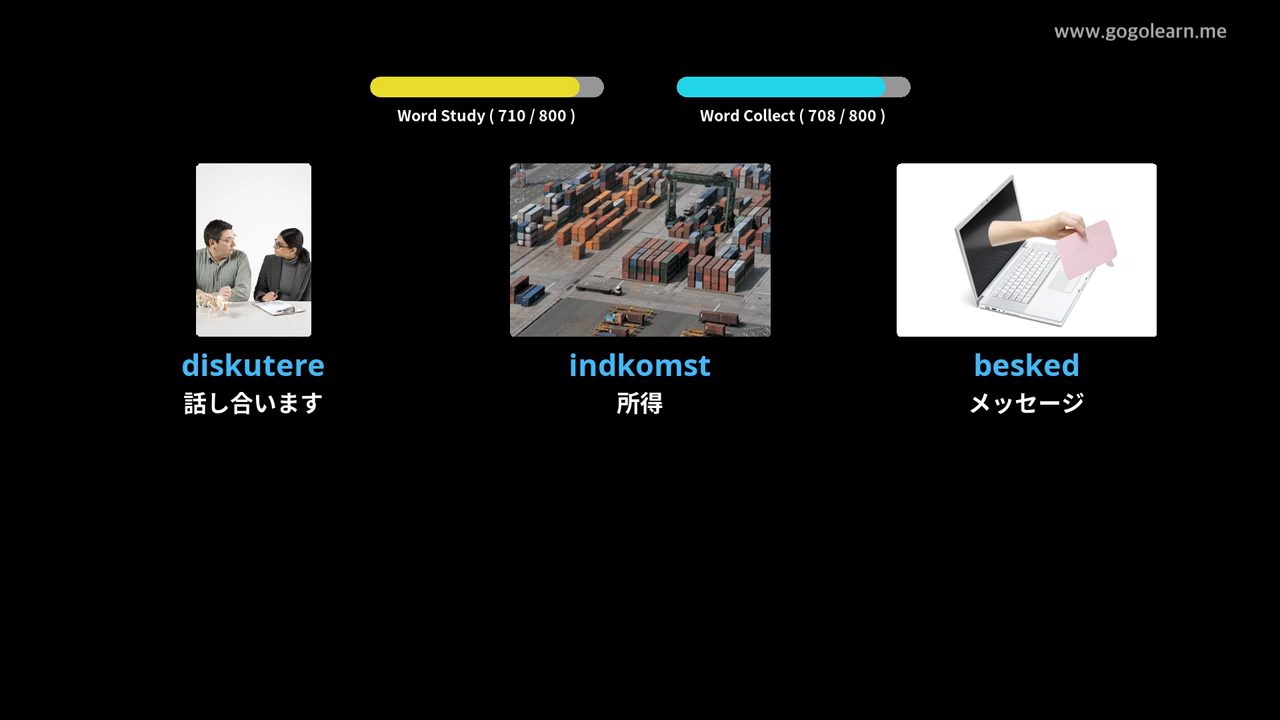 www.gogolearn.me
Word Study ( 710 / 800 )
Word Collect ( 708 / 800 )
diskutere
話し合います
indkomst
所得
besked
メッセージ